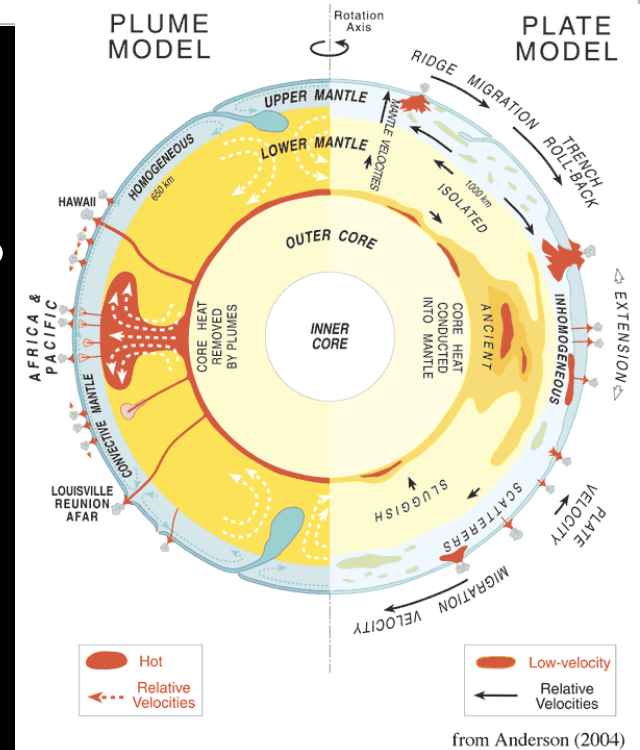 PLUME
MODEL
Rotation
Axis
PLATE
MODEL
RIDGE MIGRATION
TRENCH
ROLL-BACK
UPPER MANTLE
HOMOGENEOUS
650 km
LOWER MANTLE
MANTLE VELOCITIES
1000 km
ISOLATED
HAWAII
OUTER CORE
AFRICA &
PACIFIC
CORE HEAT
REMOVED
BY PLUMES
INNER
CORE
CORE HEAT
CONDUCTED
INTO MANTLE
ANCIENT
INHOMOGENEOUS
EXTENSION
CONVECTIVE MANTLE
LOUISVILLE
REUNION
AFAR
SLUGGISH
SCATTERERS
PLATE
VELOCITY
MIGRATION VELOCITY
Hot
Relative
Velocities
Low-velocity
Relative
Velocities
from Anderson (2004)